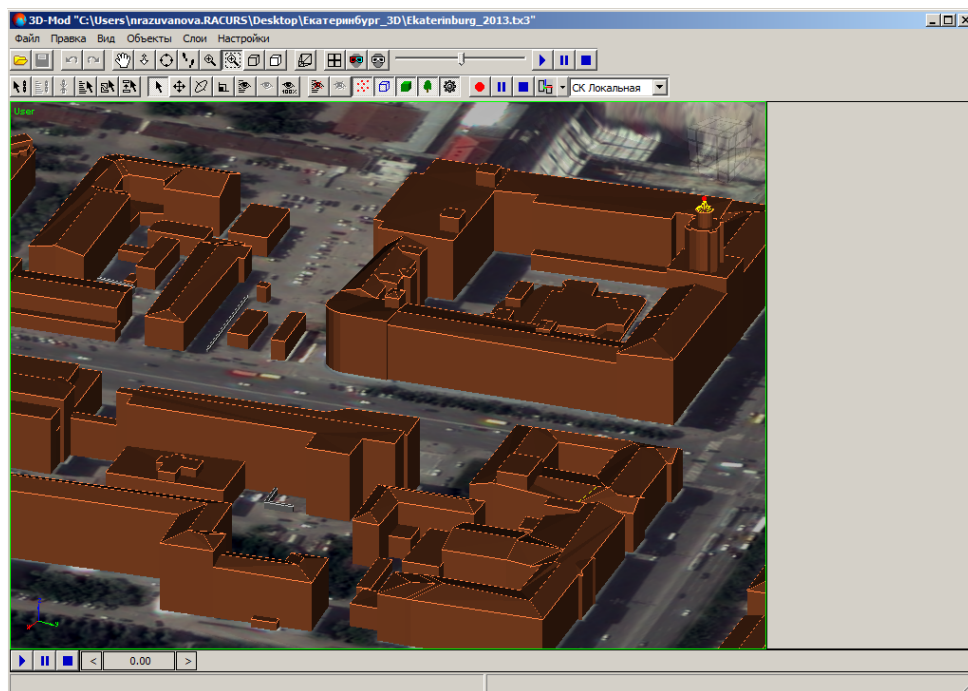 3D-Mod "C:\Users\nrazuvanova.RACURS\Desktop\Екатеринбург_3D\Ekaterinburg_2013.tx3"
Файл Правка Вид Объекты Слои Настройки
100%
СК Локальная
User
< 0.00 >